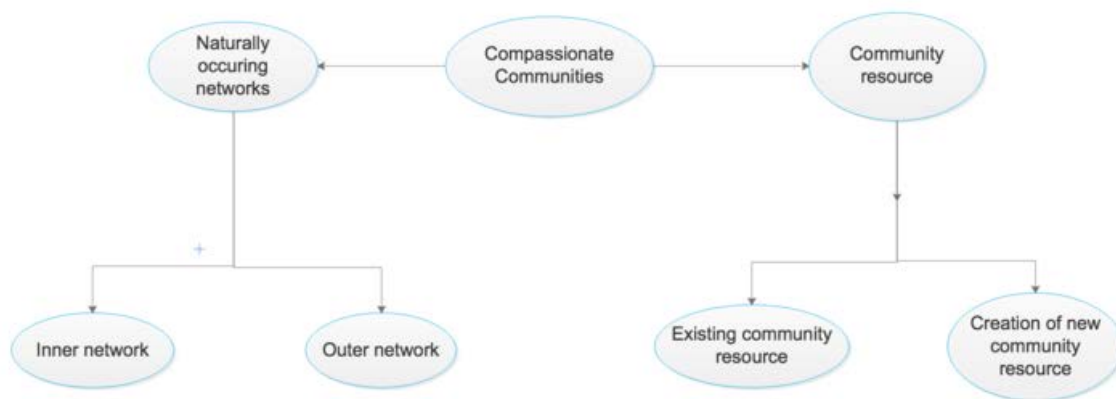 Naturally
occuring
networks
Compassionate
Communities
Community
resource
Inner network
Outer network
Existing community
resource
Creation of new
community
resource